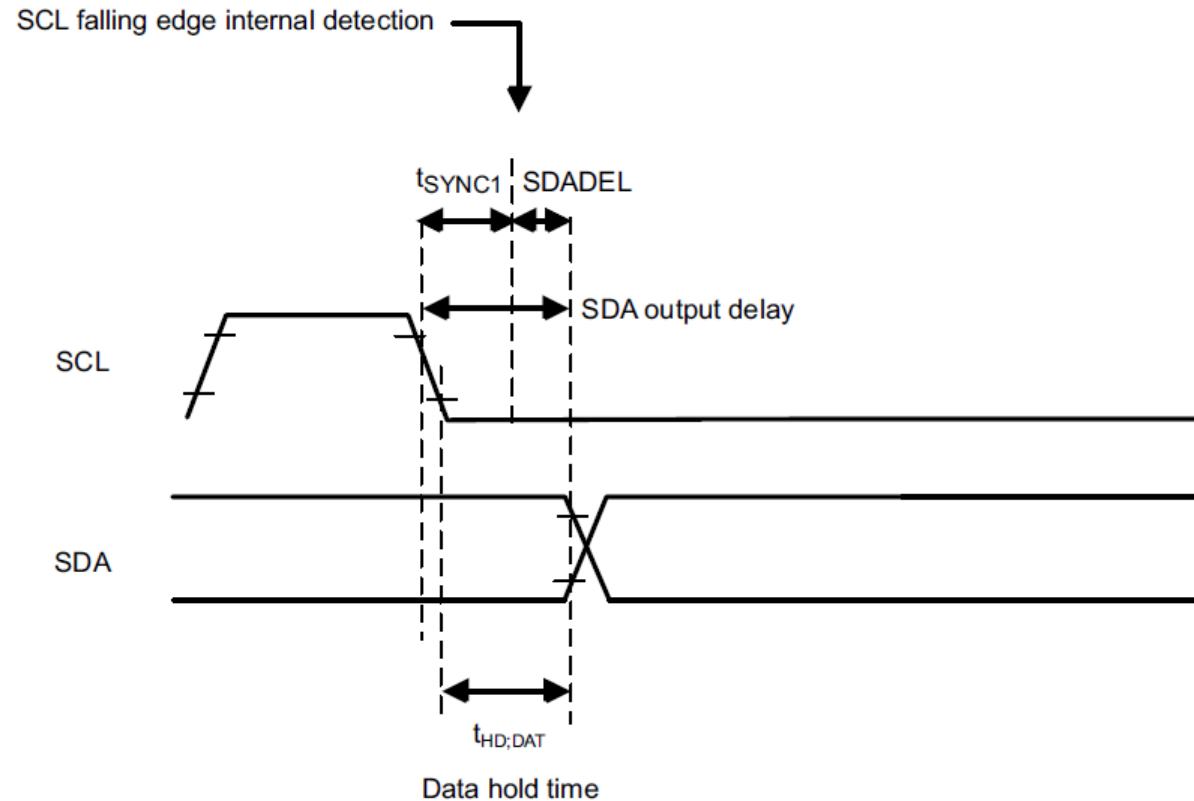 SCL falling edge internal detection
tSYNC1 SDADEL
SDA output delay
SCL
SDA
tHD;DAT
Data hold time